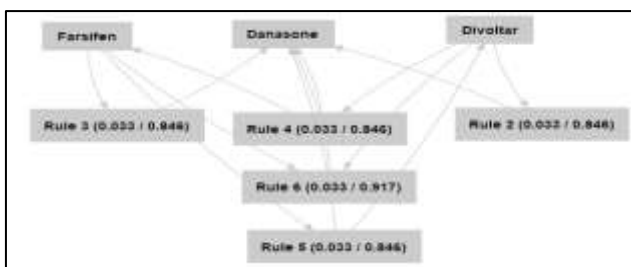 Farsifen Danasone Divoltar
Rule 3 (0.033 / 0.846) Rule 4 (0.033 / 0.846) Rule 2 (0.033 / 0.846)
Rule 6 (0.033 / 0.917)
Rule 5 (0.033 / 0.846)